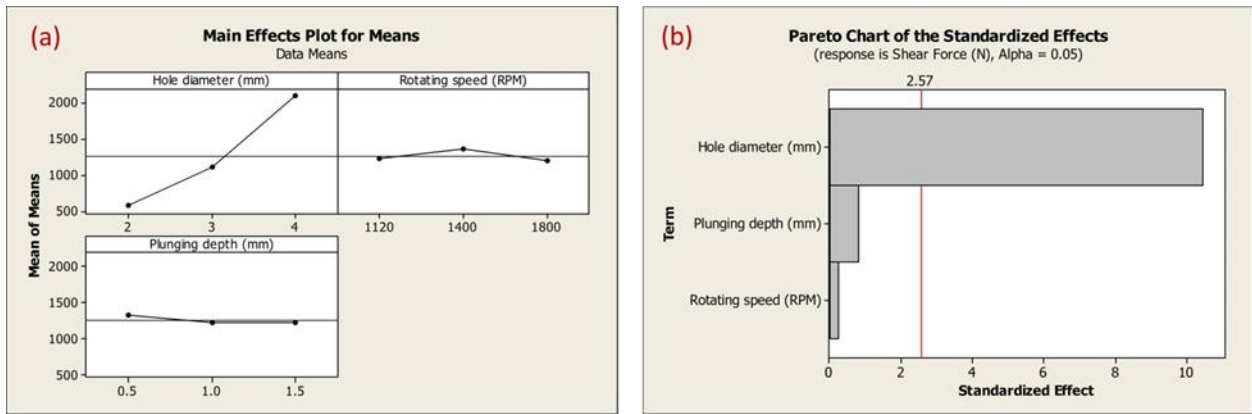 (a)
Main Effects Plot for Means
Data Means
Hole diameter (mm)
Rotating speed (RPM)
2000
1500
1000
500
2
3
4
1120
1400
1800
Plunging depth (mm)
2000
1500
1000
500
0.5
1.0
1.5
Mean of Means
(b)
Pareto Chart of the Standardized Effects
(response is Shear Force (N), Alpha = 0.05)
2.57
Term
Hole diameter (mm)
Plunging depth (mm)
Rotating speed (RPM)
0
2
4
6
8
10
Standardized Effect